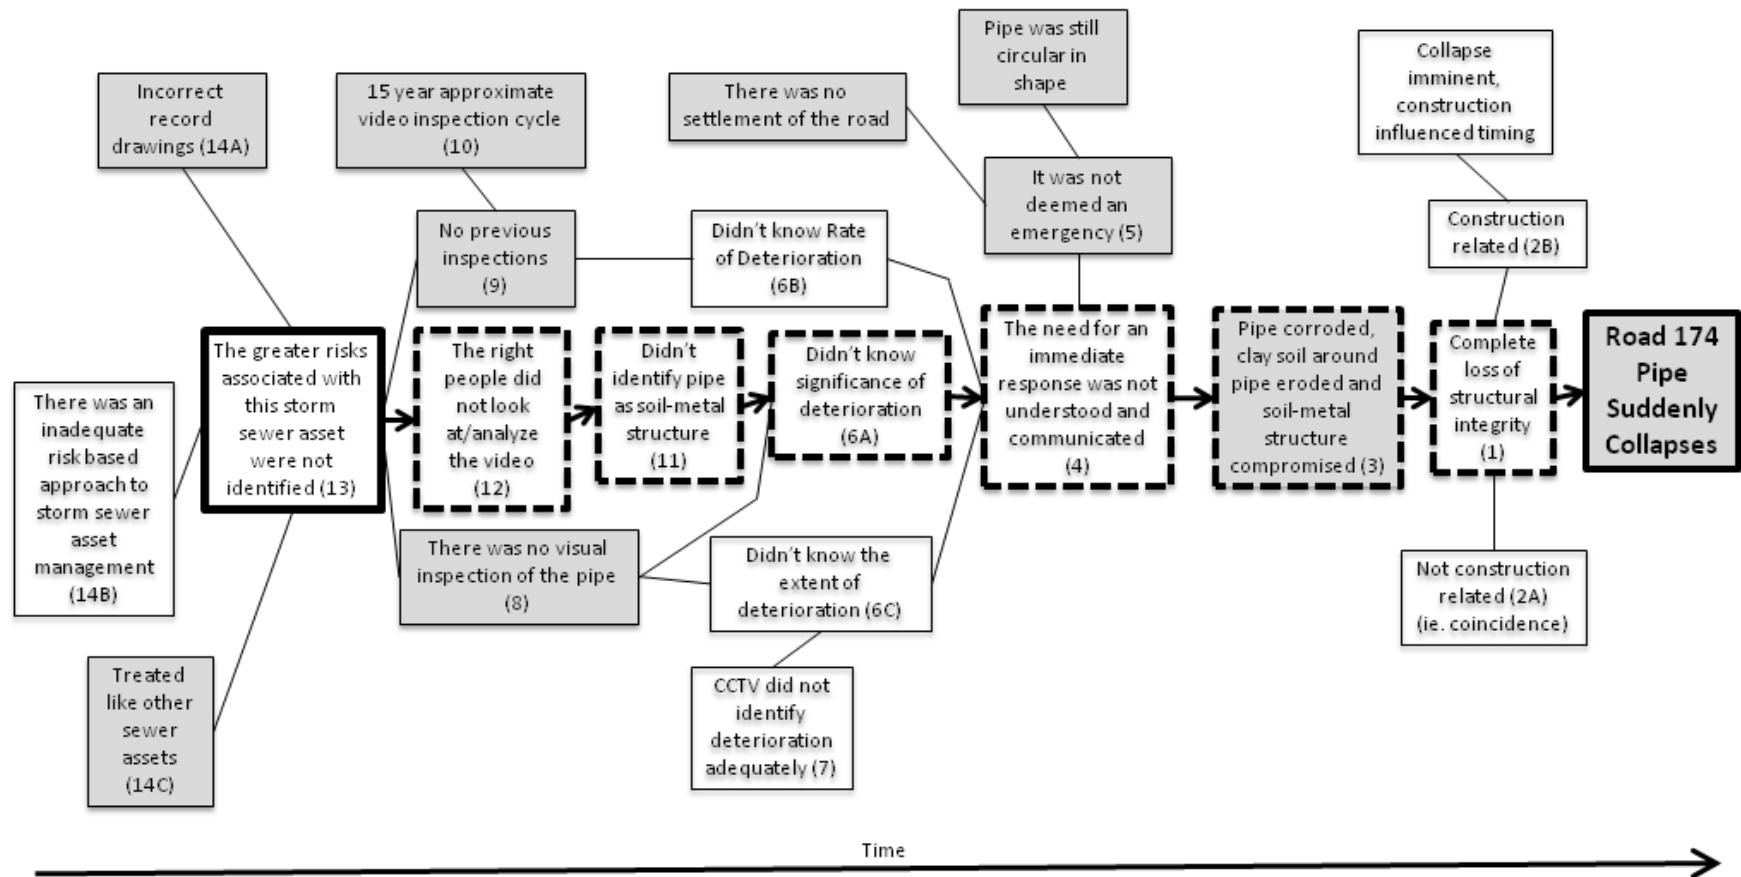 Incorrect
record
drawings (14A)
15 year approximate
video inspection cycle
(10)
There was no
settlement of the road
Pipe was still
circular in
shape
Collapse
imminent,
construction
influenced timing
It was not
deemed an
emergency (5)
Construction
related (2B)
No previous
inspections
(9)
Didn't know Rate
of Deterioration
(6B)
There was an
inadequate
risk based
approach to
storm sewer
asset
management
(14B)
The greater risks
associated with
this storm
sewer asset
were not
identified (13)
The right
people did
not look
at/analyze
the video
(12)
Didn't
identify pipe
as soil-metal
structure
(11)
Didn't know
significance of
deterioration
(6A)
The need for an
immediate
response was not
understood and
communicated
(4)
Pipe corroded,
clay soil around
pipe eroded and
soil-metal
structure
compromised (3)
Complete
loss of
structural
integrity
(1)
Road 174
Pipe
Suddenly
Collapses
There was no visual
inspection of the pipe
(8)
Didn't know the
extent of
deterioration (6C)
Not construction
related (2A)
(ie. coincidence)
Treated
like other
sewer
assets
(14C)
CCTV did not
identify
deterioration
adequately (7)
Time